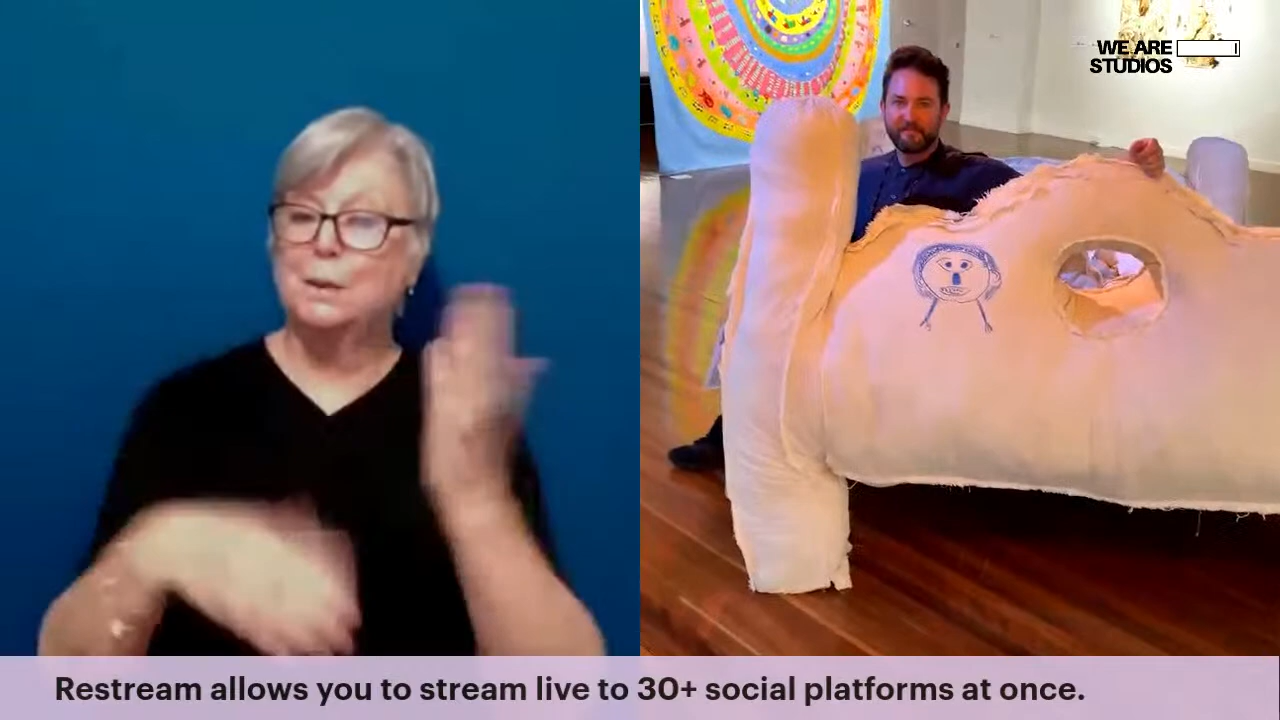 WE ARE
STUDIOS
Restream allows you to stream live to 30+ social platforms at once.